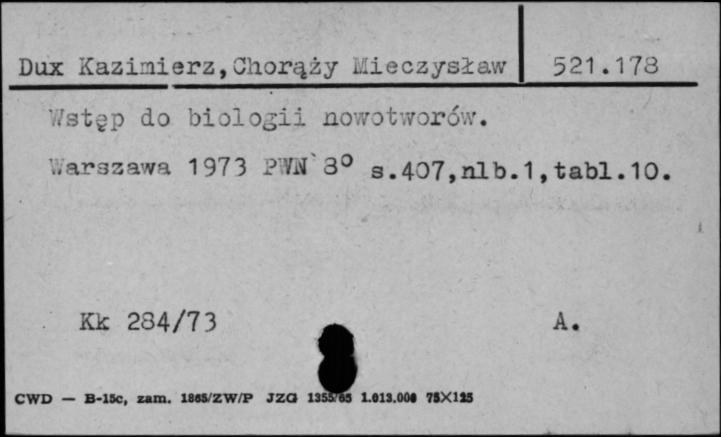 Dux Kazimierz, Chorąży Mieczysław 521.178
Wstęp do biologii nowotworów.
Warszawa 1973 PWN 8° s.407,nlb.1,tabl.10.
Kk 284/73 A.
CWD — B-15c, zam. 1865/ZW/P JZG 1355/65 1.013.000 75X125